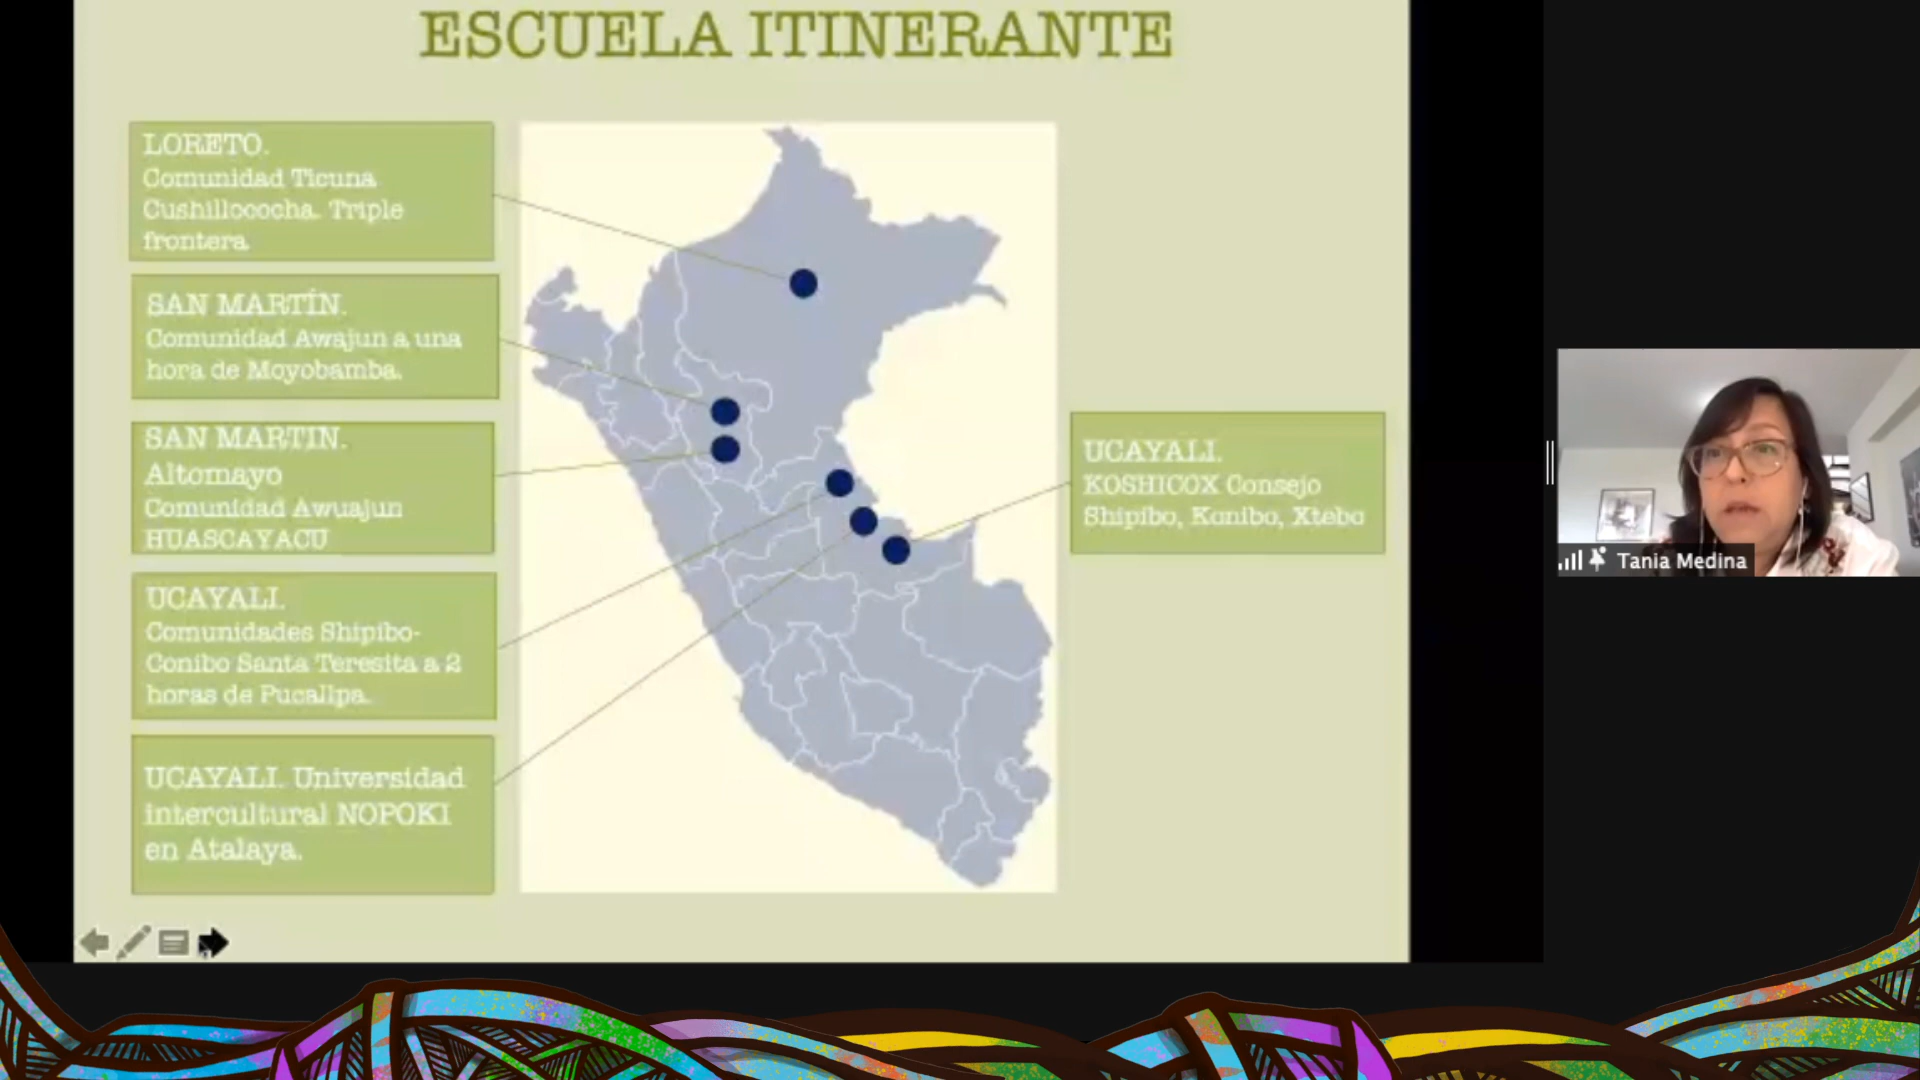 ESCUELA ITINERANTE
LORETO.
Comunidad Ticuna
Cushillococha. Triple
frontera
SAN MARTÍN.
Comunidad Awajun a una
hora de Moyobamba.
SAN MARTIN.
Altomayo
Comunidad Awuajun
HUASCAYACU
UCAYALI.
Comunidades Shipibo-
Conibo Santa Teresita a 2
horas de Pucallpa.
UCAYALI. Universidad
intercultural NOPOKI
en Atalaya.
UCAYALI.
KOSHICOX Consejo
Shipibo, Konibo, Xtebo
Tania Medina